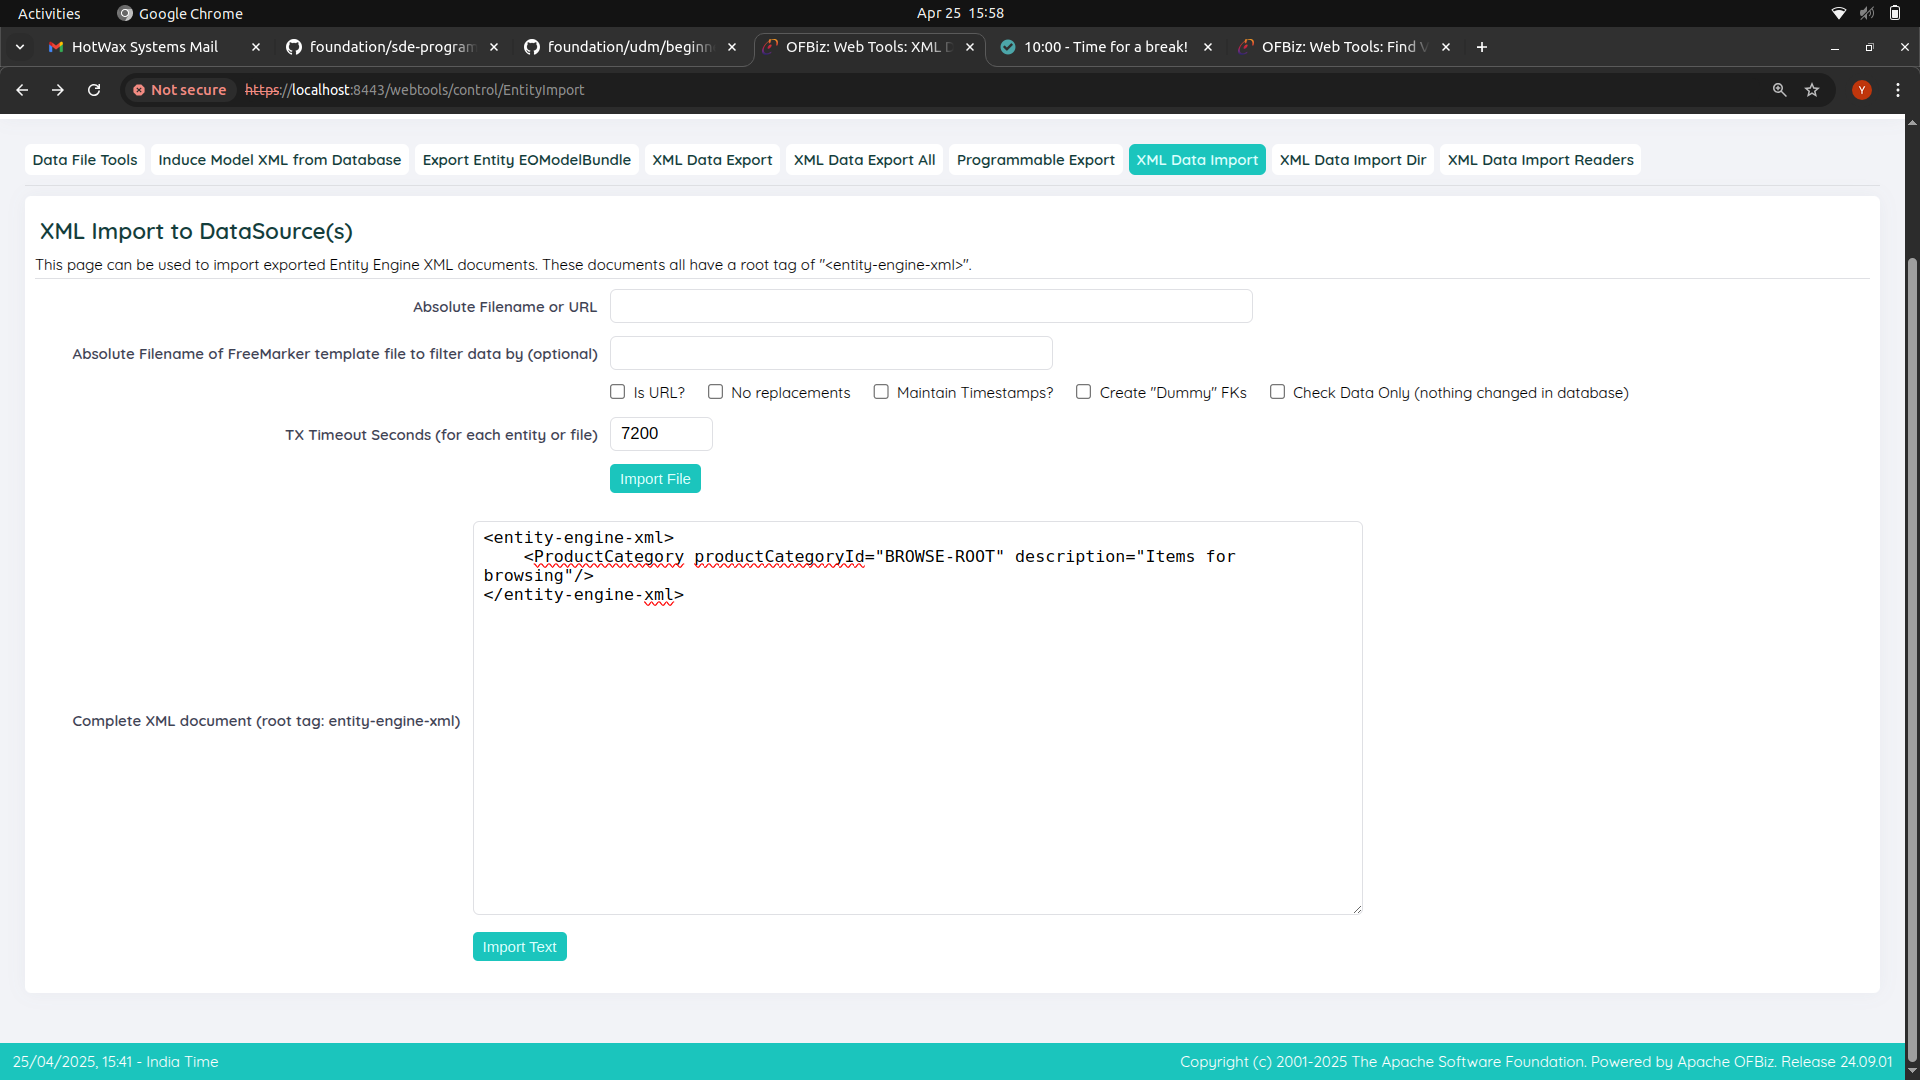 Activities
Google Chrome
Apr 25 15:58
HotWax Systems Mail
foundation/sde-program
foundation/udm/beginn
OFBiz: Web Tools: XML D
10:00 - Time for a break!
OFBiz: Web Tools: Find V
Not secure
https://localhost:8443/webtools/control/EntityImport
Y
Data File Tools
Induce Model XML from Database
Export Entity EOModelBundle
XML Data Export
XML Data Export All
Programmable Export
XML Data Import
XML Data Import Dir
XML Data Import Readers
XML Import to DataSource(s)
This page can be used to import exported Entity Engine XML documents. These documents all have a root tag of "<entity-engine-xml>".
Absolute Filename or URL
Absolute Filename of FreeMarker template file to filter data by (optional)
Is URL?
No replacements
Maintain Timestamps?
Create "Dummy" FKs
Check Data Only (nothing changed in database)
TX Timeout Seconds (for each entity or file)
7200
Import File
<entity-engine-xml>
<ProductCategory productCategoryId="BROWSE-ROOT" description="Items for
browsing"/>
</entity-engine-xml>
Complete XML document (root tag: entity-engine-xml)
Import Text
25/04/2025, 15:41 - India Time
Copyright (c) 2001-2025 The Apache Software Foundation. Powered by Apache OFBiz. Release 24.09.01